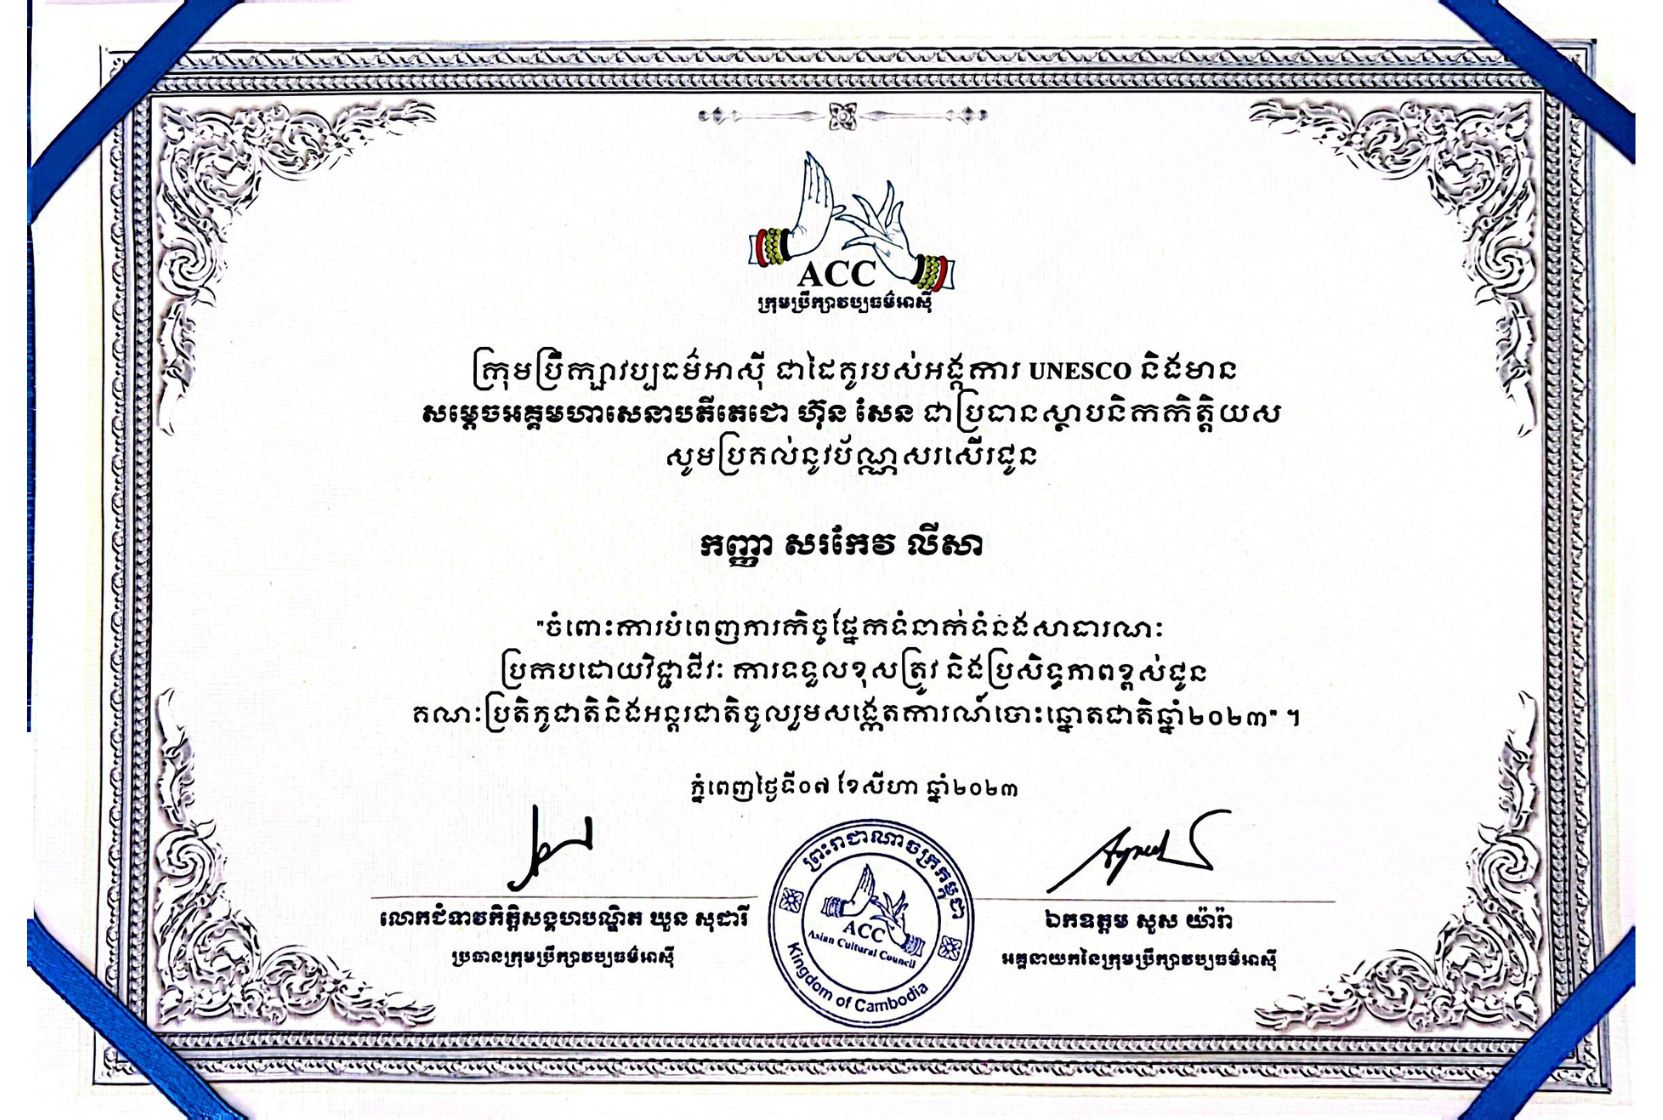 ACC
ក្រុមប្រឹក្សាវប្បធម៌អាស៊ី
ក្រុមប្រឹក្សាវប្បធម៌អាស៊ី ជាដៃគូរបស់អង្គការ UNESCO និងមាន
សម្តេចអគ្គមហាសេនាបតីតេជោ ហ៊ុន សែន ជាប្រធានស្ថាបនិកកិត្តិយស
សូមប្រគល់នូវប័ណ្ណសរសើរជូន
កញ្ញា សរកែវ លីសា
"ចំពោះការបំពេញភារកិច្ចផ្នែកទំនាក់ទំនងសាធារណៈ
ប្រកបដោយវិជ្ជាជីវៈ ការទទួលខុសត្រូវ និងប្រសិទ្ធភាពខ្ពស់ជូន
គណៈប្រតិភូជាតិនិងអន្តរជាតិចូលរួមសង្កេតការណ៍បោះឆ្នោតជាតិឆ្នាំ២០២៣" ។
ភ្នំពេញថ្ងៃទី០៧ ខែសីហា ឆ្នាំ២០២៣
លោកជំទាវកិត្តិសង្គហបណ្ឌិត ឃួន សុដារី
ប្រធានក្រុមប្រឹក្សាវប្បធម៌អាស៊ី
ព្រះរាជាណាចក្រកម្ពុជា
ACC
Asian Cultural Council
Kingdom of Cambodia
ឯកឧត្តម សួស យ៉ារ៉ា
អគ្គនាយកនៃក្រុមប្រឹក្សាវប្បធម៌អាស៊ី